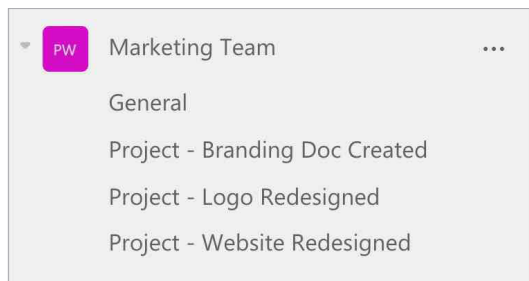 PW Marketing Team ...
General
Project - Branding Doc Created
Project - Logo Redesigned
Project - Website Redesigned